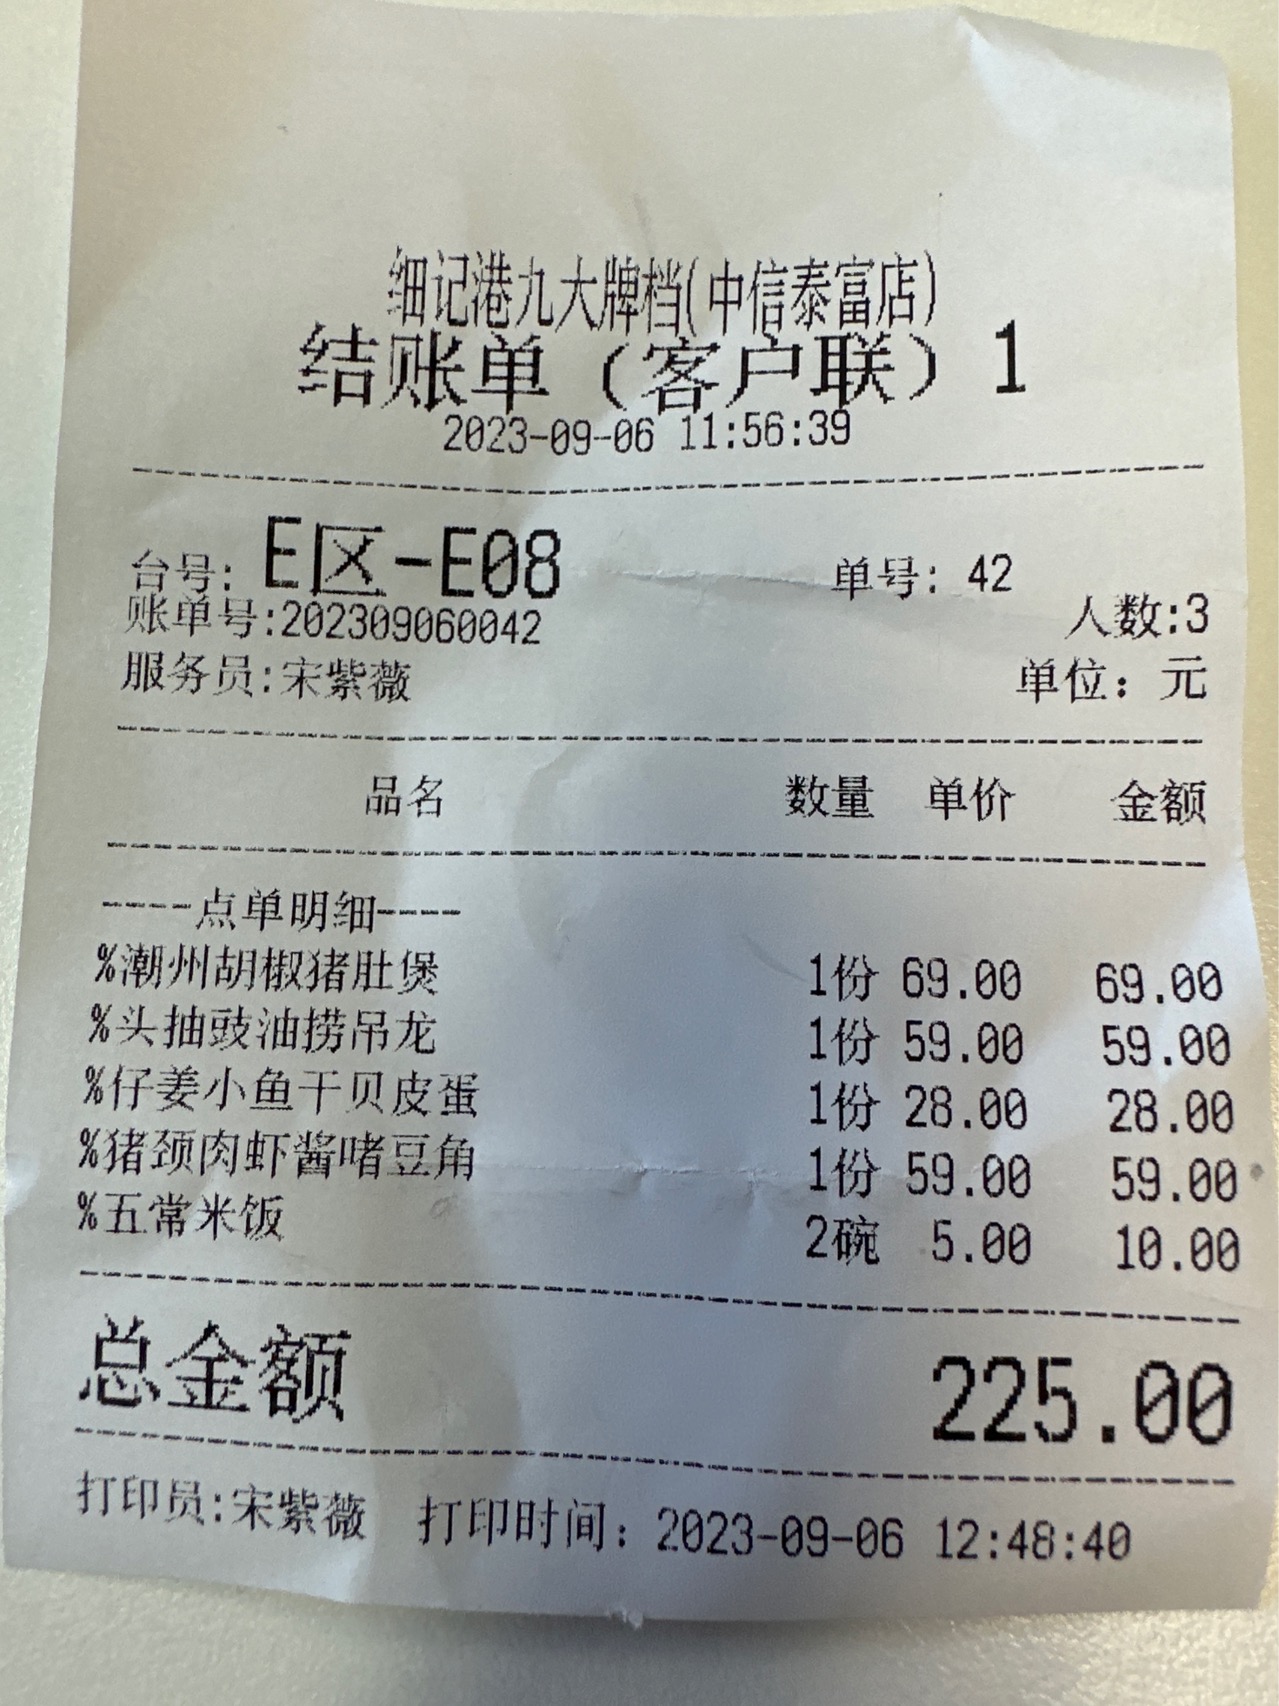 细记港九大牌档(中信泰富店)
结账单（客户联）1
2023-09-06 11:56:39
台号: E区-E08 单号: 42
账单号:202309060042 人数:3
服务员:宋紫薇 单位: 元
品名 数量 单价 金额
----点单明细----
%潮州胡椒猪肚煲 1份 69.00 69.00
%头抽豉油捞吊龙 1份 59.00 59.00
%仔姜小鱼干贝皮蛋 1份 28.00 28.00
%猪颈肉虾酱啫豆角 1份 59.00 59.00
%五常米饭 2碗 5.00 10.00
总金额 225.00
打印员:宋紫薇 打印时间: 2023-09-06 12:48:40